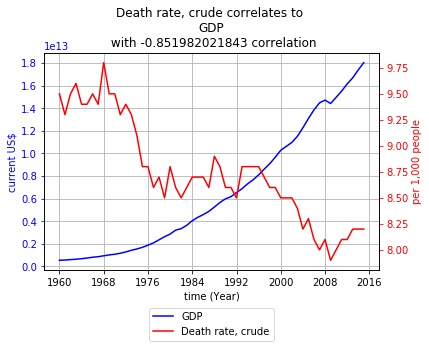 Death rate, crude correlates to
GDP
with -0.851982021843 correlation
1e13
1.8
1.6
1.4
1.2
1.0
0.8
0.6
0.4
0.2
0.0
current US$
9.75
9.50
9.25
9.00
8.75
8.50
8.25
8.00
per 1,000 people
1960 1968 1976 1984 1992 2000 2008 2016
time (Year)
GDP
Death rate, crude